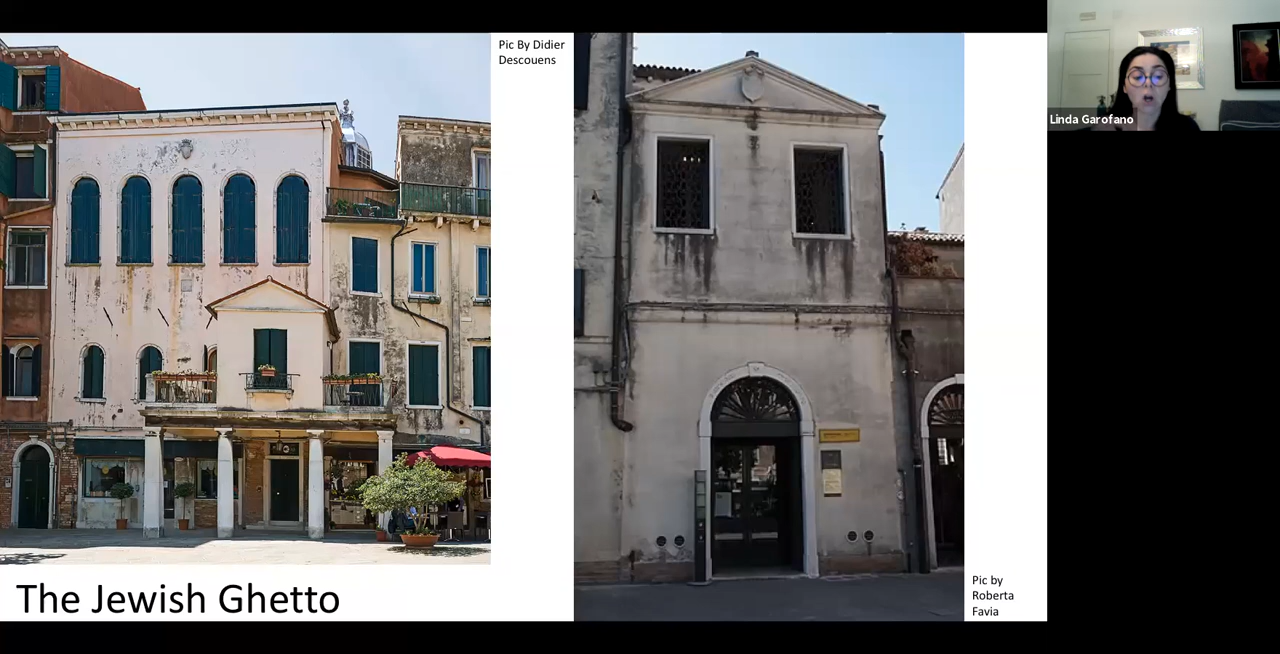 Pic By Didier
Descouens
Linda Garofano
The Jewish Ghetto
Pic by
Roberta
Favia